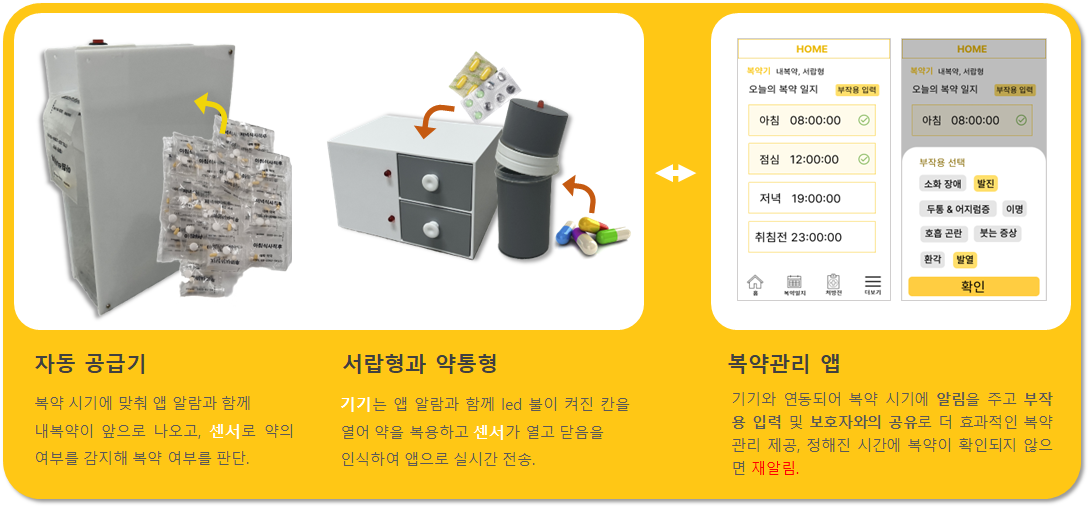 HOME
복약기 내복약, 서랍형
오늘의 복약 일지 부작용 입력
아침 08:00:00
점심 12:00:00
저녁 19:00:00
취침전 23:00:00
홈 복약일지 처방전 더보기
HOME
복약기 내복약, 서랍형
오늘의 복약 일지 부작용 입력
아침 08:00:00
부작용 선택
소화 장애 발진
두통 & 어지럼증 이명
호흡 곤란 붓는 증상
환각 발열
확인
자동 공급기
복약 시기에 맞춰 앱 알람과 함께
내복약이 앞으로 나오고, 센서로 약의
여부를 감지해 복약 여부를 판단.
서랍형과 약통형
기기는 앱 알람과 함께 led 불이 켜진 칸을
열어 약을 복용하고 센서가 열고 닫음을
인식하여 앱으로 실시간 전송.
복약관리 앱
기기와 연동되어 복약 시기에 알림을 주고 부작
용 입력 및 보호자와의 공유로 더 효과적인 복약
관리 제공, 정해진 시간에 복약이 확인되지 않으
면 재알림.